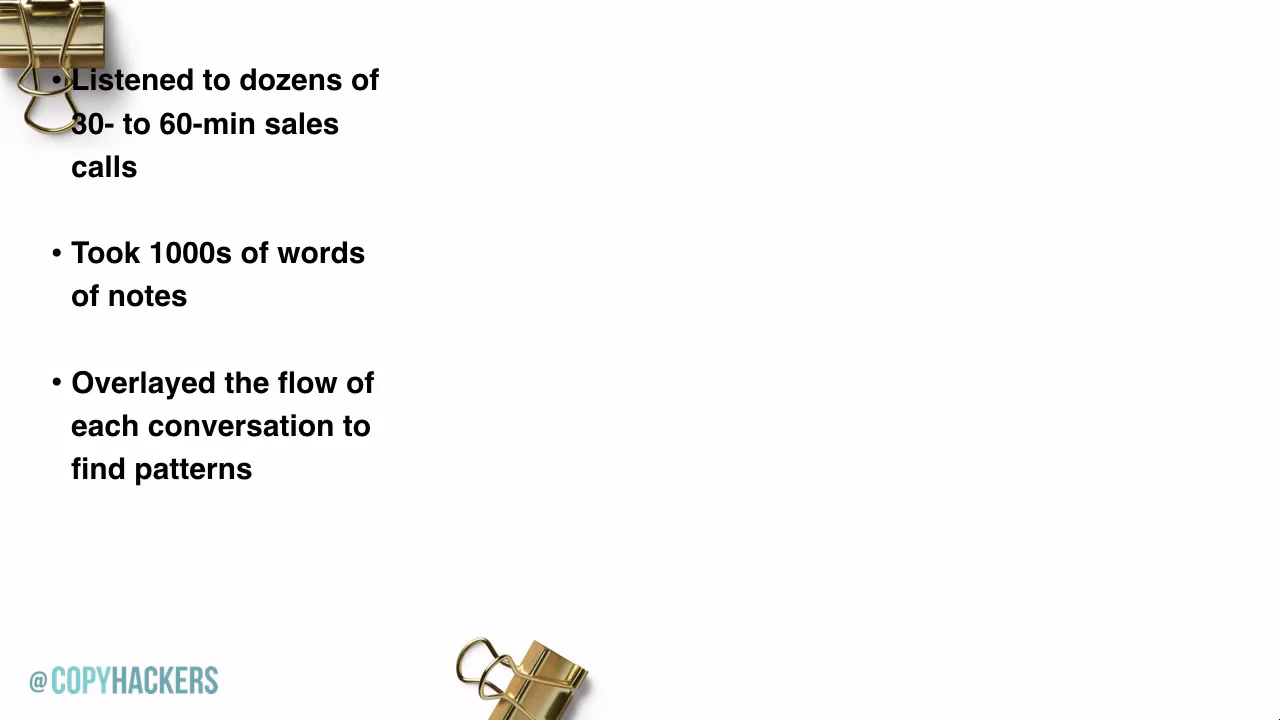 • Listened to dozens of
30- to 60-min sales
calls
• Took 1000s of words
of notes
• Overlayed the flow of
each conversation to
find patterns
@COPYHACKERS